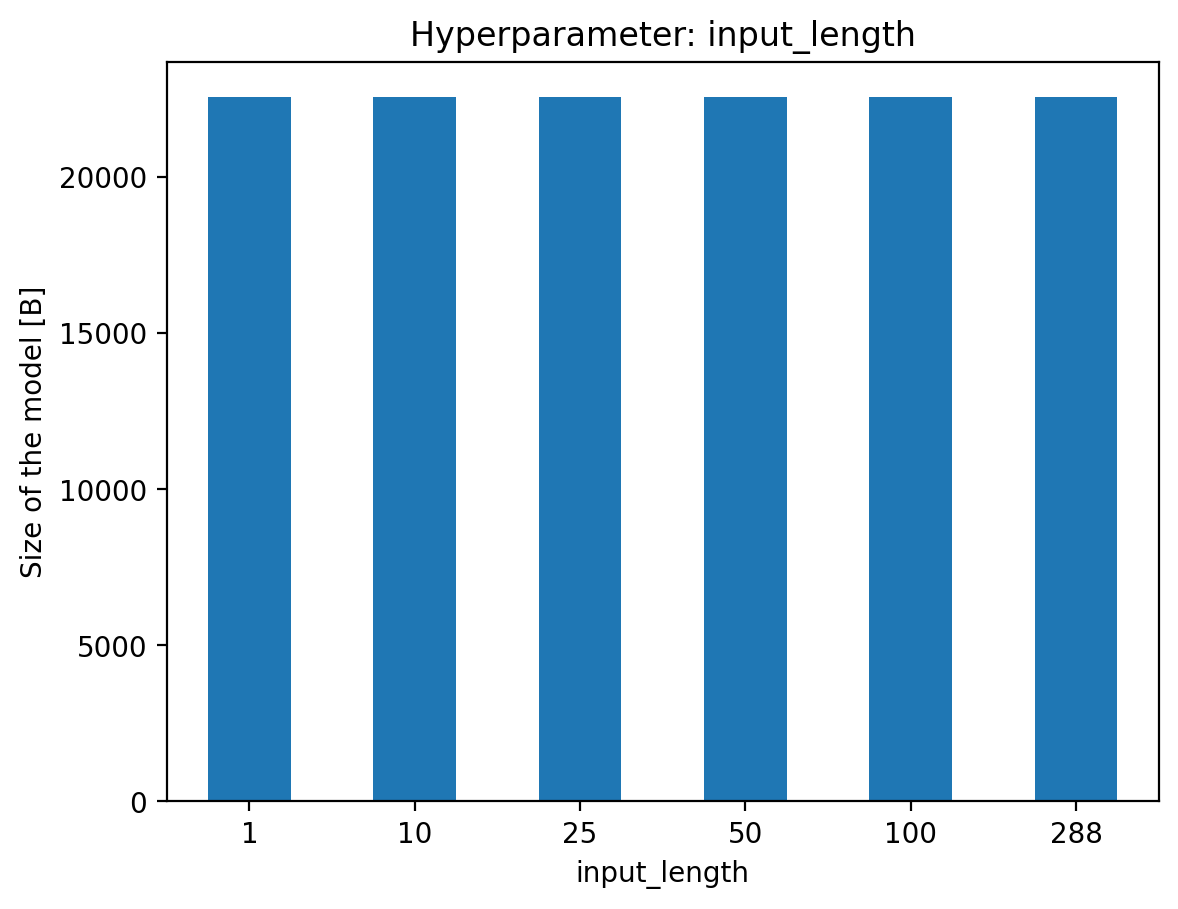 Hyperparameter: input_length
Size of the model [B]
20000
15000
10000
5000
0
1 10 25 50 100 288
input_length